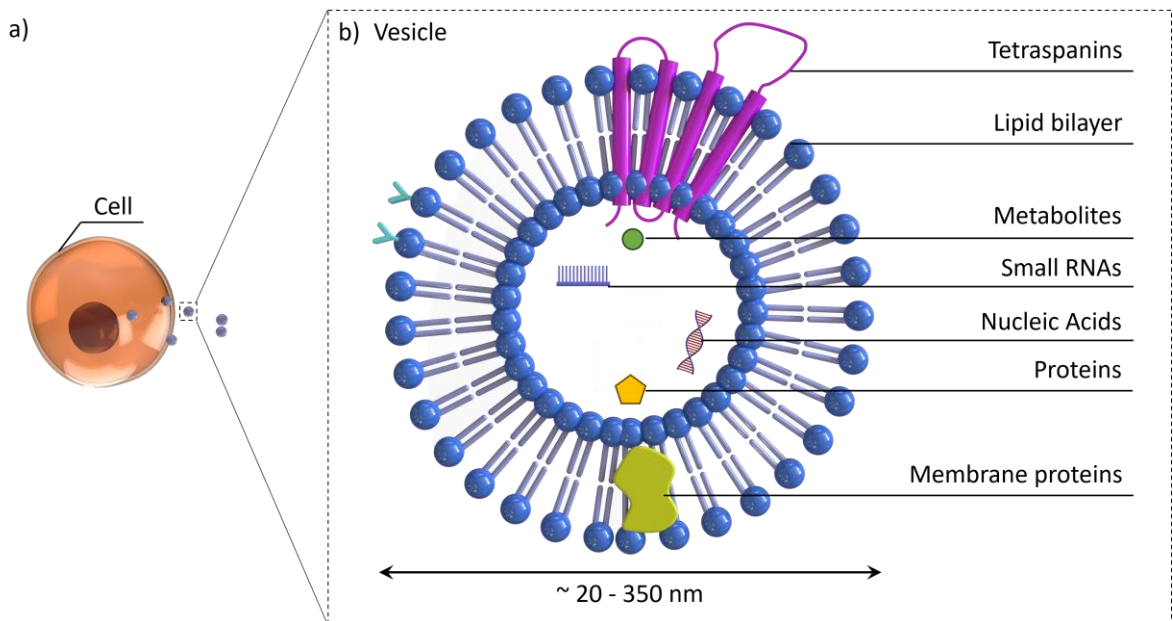 a)
b) Vesicle
Tetraspanins
Lipid bilayer
Cell
Metabolites
Small RNAs
Nucleic Acids
Proteins
Membrane proteins
~ 20 - 350 nm